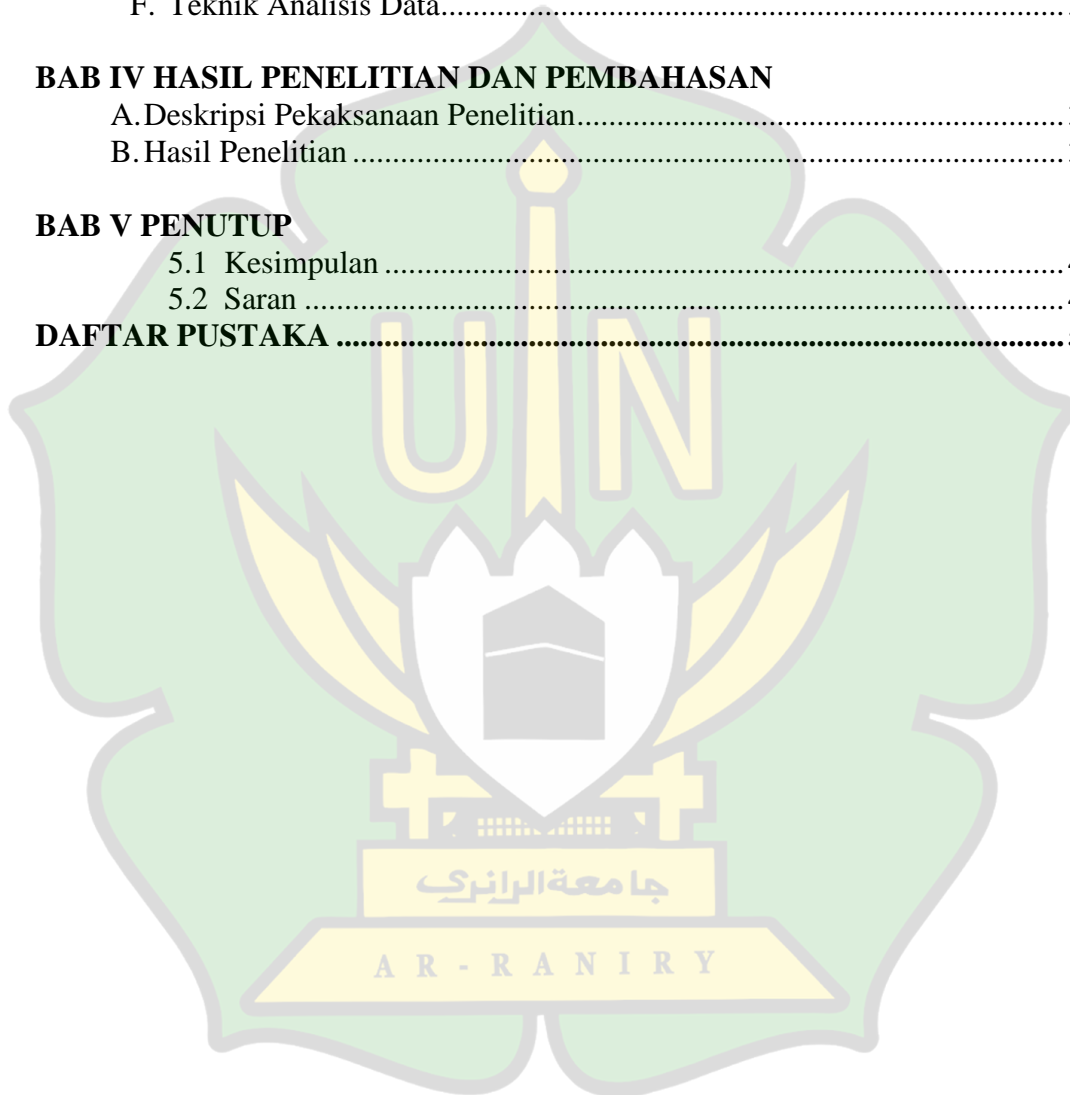 F. Teknik Analisis Data
BAB IV HASIL PENELITIAN DAN PEMBAHASAN
A.Deskripsi Pekaksanaan Penelitian
B.Hasil Penelitian
BAB V PENUTUP
5.1 Kesimpulan
5.2 Saran
DAFTAR PUSTAKA
UIN
جامعةالرانري
AR-RANIRY